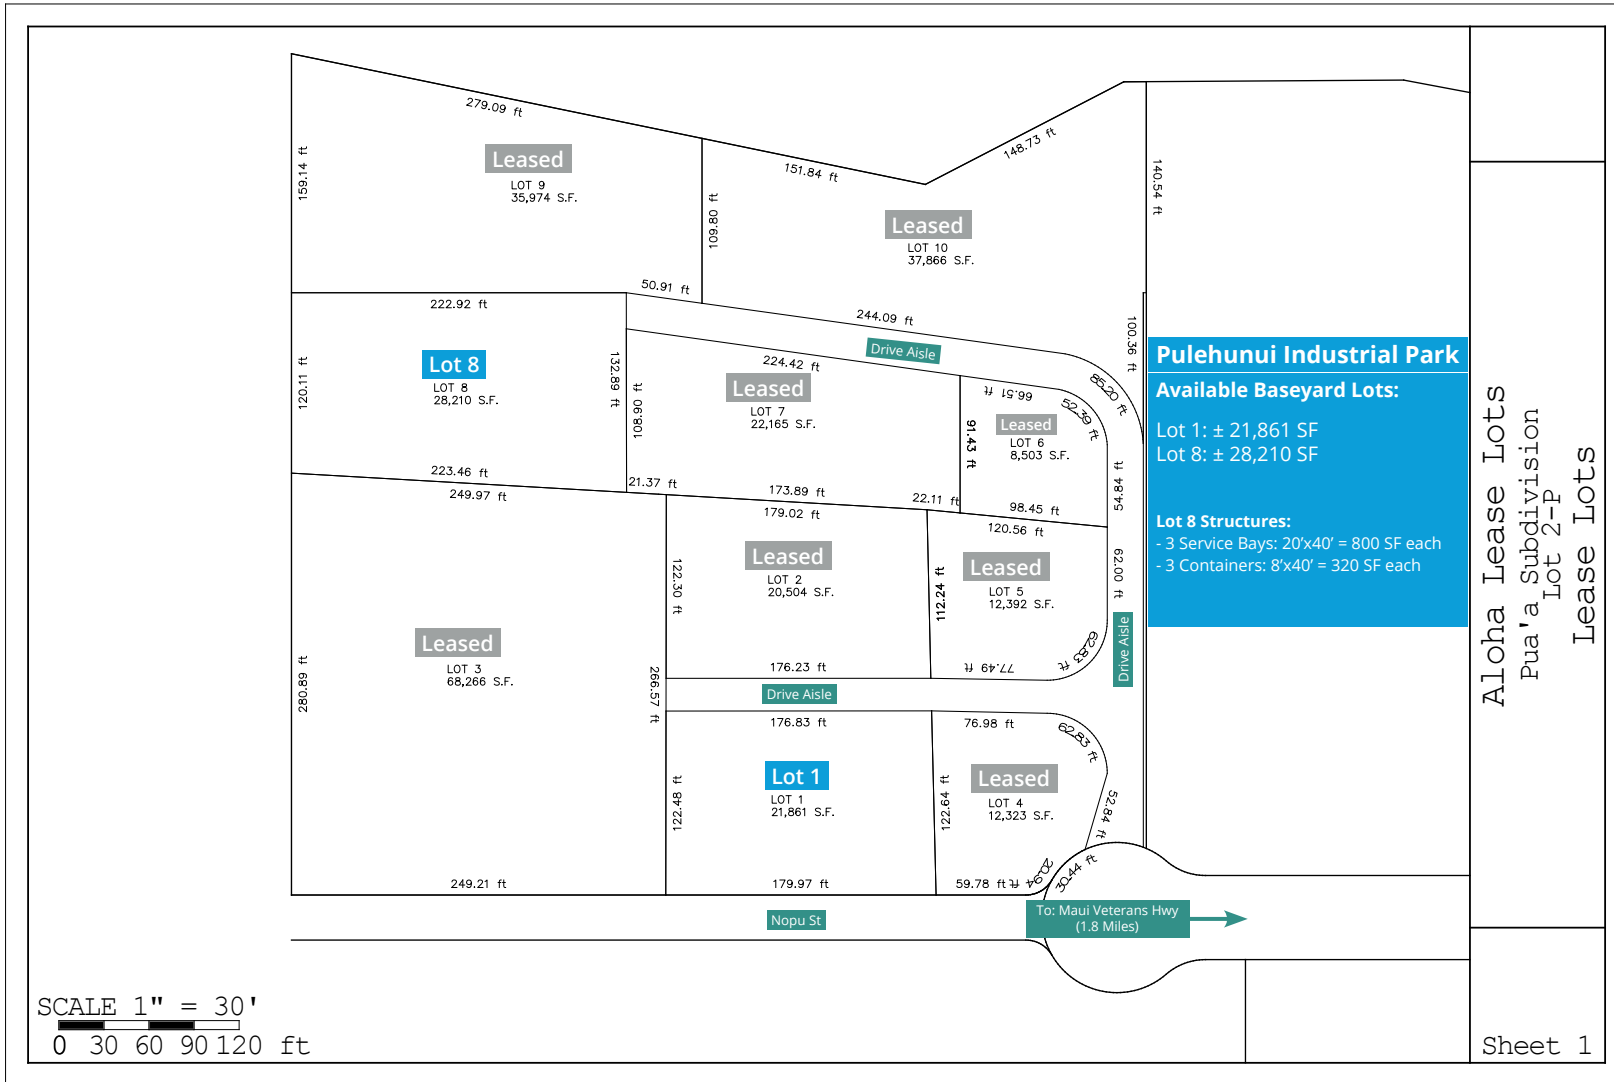 279.09 ft
159.14 ft
Leased
LOT 9
35,974 S.F.
109.80 ft
151.84 ft
148.73 ft
140.54 ft
Leased
LOT 10
37,866 S.F.
50.91 ft
244.09 ft
100.36 ft
Drive Aisle
85.20 ft
222.92 ft
120.11 ft
Lot 8
LOT 8
28,210 S.F.
132.89 ft
108.90 ft
223.46 ft
224.42 ft
Leased
LOT 7
22,165 S.F.
21.37 ft
173.89 ft
22.11 ft
91.43 ft
66.51 ft
52.39 ft
Leased
LOT 6
8,503 S.F.
98.45 ft
54.84 ft
249.97 ft
280.89 ft
Leased
LOT 3
68,266 S.F.
266.57 ft
249.21 ft
179.02 ft
122.30 ft
Leased
LOT 2
20,504 S.F.
176.23 ft
112.24 ft
120.56 ft
Leased
LOT 5
12,392 S.F.
62.00 ft
77.49 ft
62.83 ft
Drive Aisle
Drive Aisle
176.83 ft
122.48 ft
Lot 1
LOT 1
21,861 S.F.
179.97 ft
76.98 ft
62.83 ft
122.64 ft
Leased
LOT 4
12,323 S.F.
52.84 ft
59.78 ft
20.94 ft
30.44 ft
Nopu St
To: Maui Veterans Hwy
(1.8 Miles)
Pulehunui Industrial Park
Available Baseyard Lots:
Lot 1: ± 21,861 SF
Lot 8: ± 28,210 SF
Lot 8 Structures:
- 3 Service Bays: 20'x40' = 800 SF each
- 3 Containers: 8'x40' = 320 SF each
Aloha Lease Lots
Pua'a Subdivision
Lot 2-P
Lease Lots
SCALE 1" = 30'
0 30 60 90 120 ft
Sheet 1